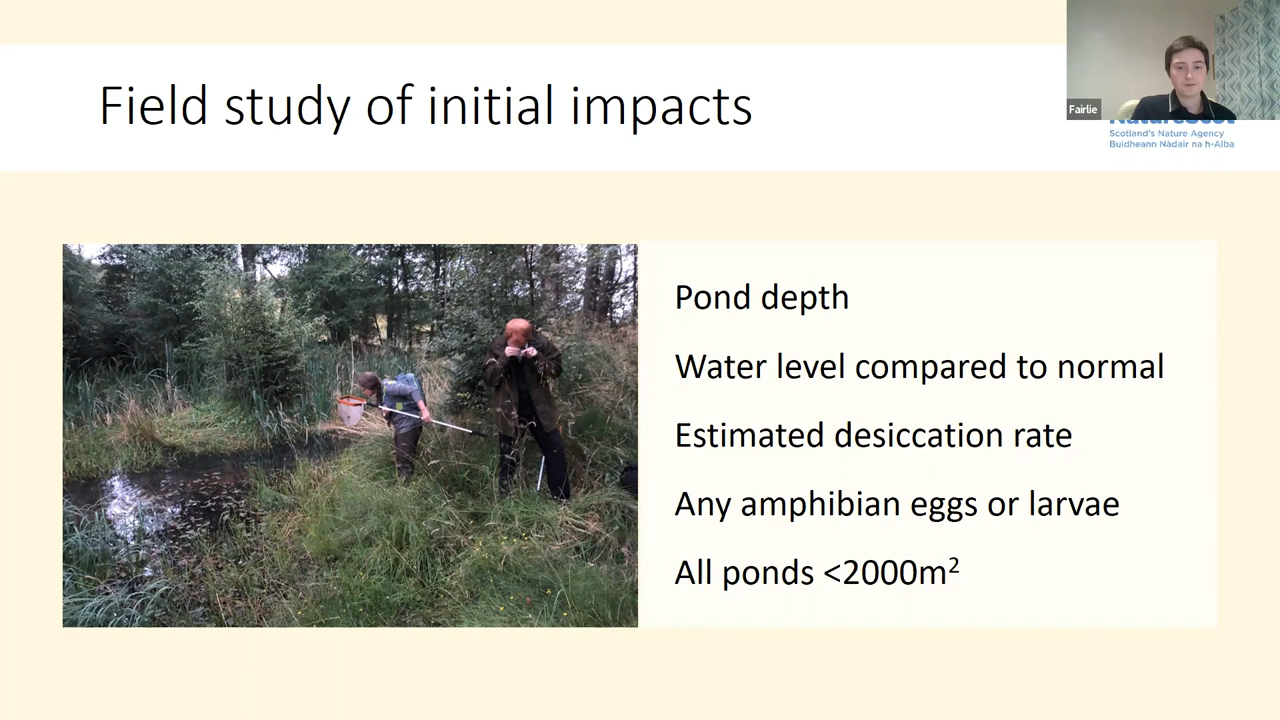 Field study of initial impacts
Fairlie
NatureScot
Scotland's Nature Agency
Buidheann Nàdair na h-Alba
Pond depth
Water level compared to normal
Estimated desiccation rate
Any amphibian eggs or larvae
All ponds <2000m²